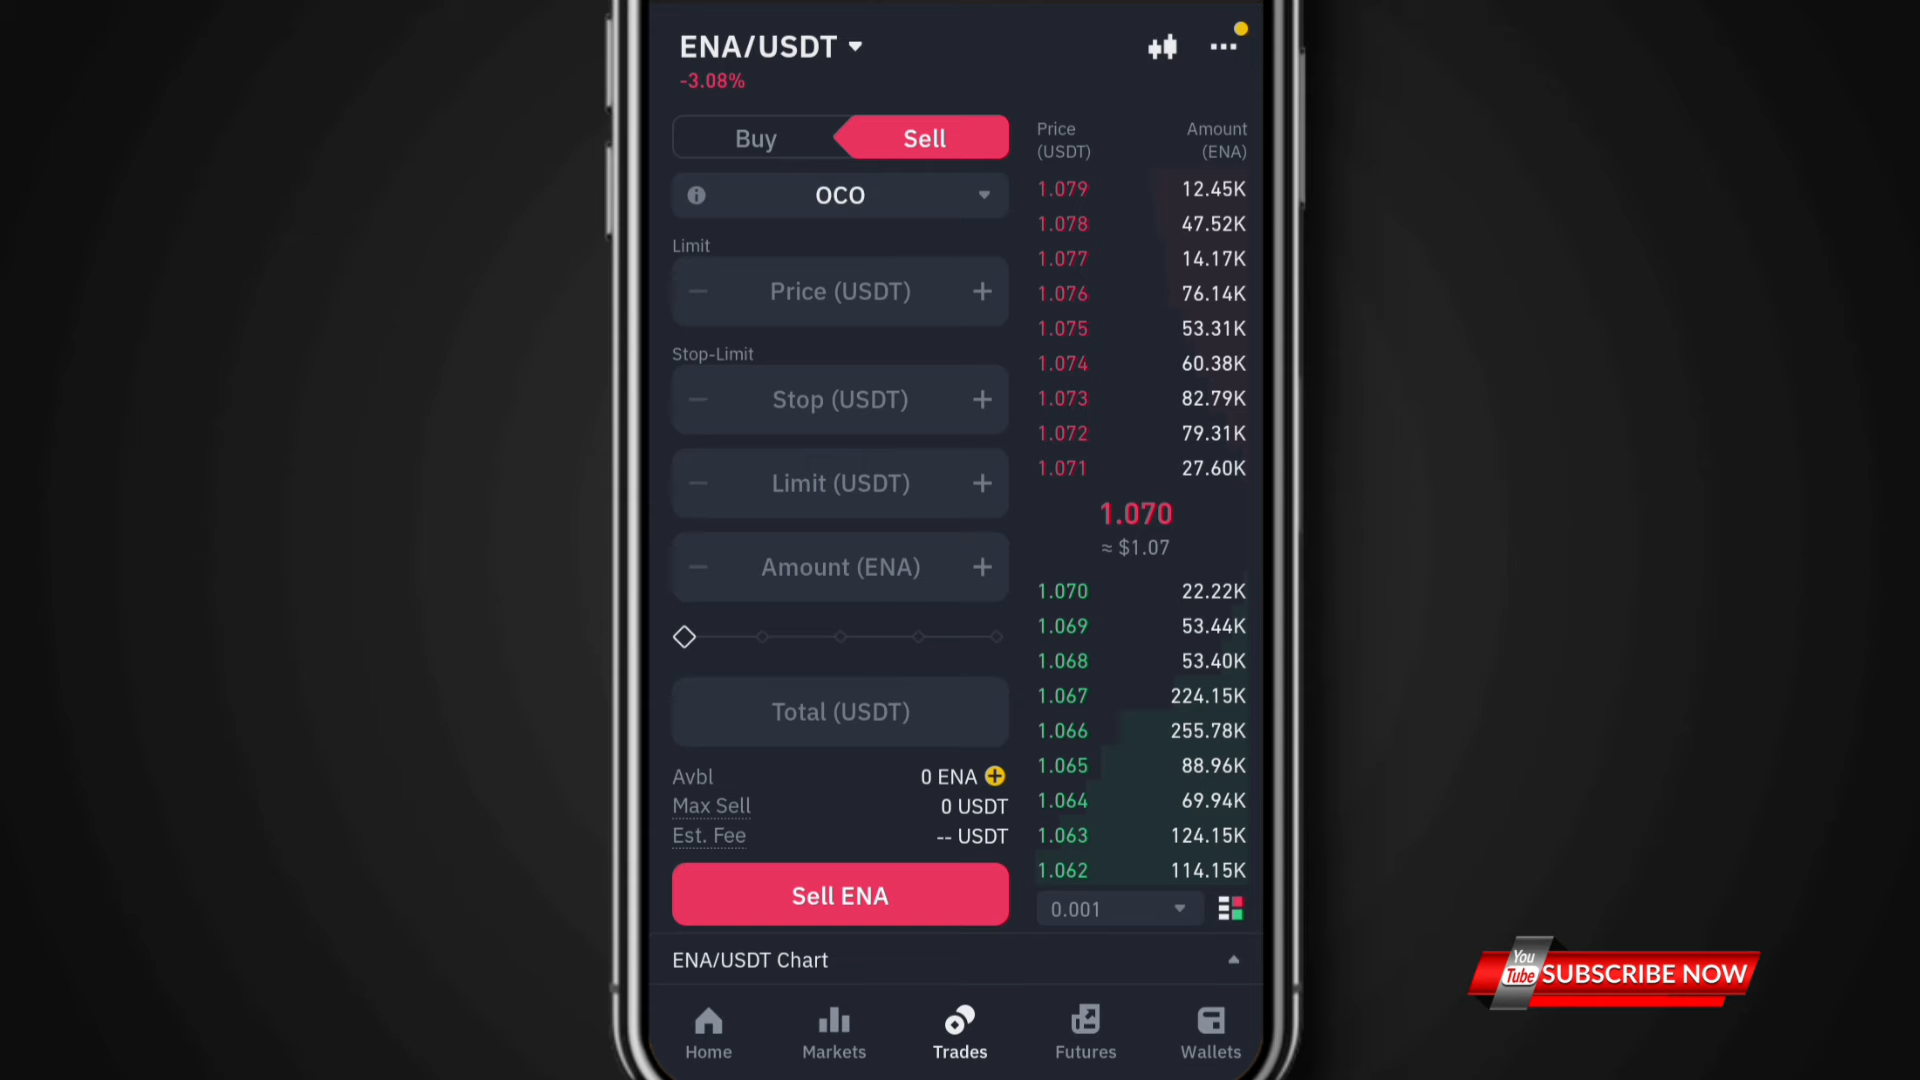 ENA/USDT
-3.08%
Buy
Sell
OCO
Limit
Price (USDT)
Stop-Limit
Stop (USDT)
Limit (USDT)
Amount (ENA)
Total (USDT)
Avbl 0 ENA
Max Sell 0 USDT
Est. Fee -- USDT
Sell ENA
Price Amount
(USDT) (ENA)
1.079 12.45K
1.078 47.52K
1.077 14.17K
1.076 76.14K
1.075 53.31K
1.074 60.38K
1.073 82.79K
1.072 79.31K
1.071 27.60K
1.070
≈ $1.07
1.070 22.22K
1.069 53.44K
1.068 53.40K
1.067 224.15K
1.066 255.78K
1.065 88.96K
1.064 69.94K
1.063 124.15K
1.062 114.15K
0.001
ENA/USDT Chart
Home Markets Trades Futures Wallets
You
Tube SUBSCRIBE NOW